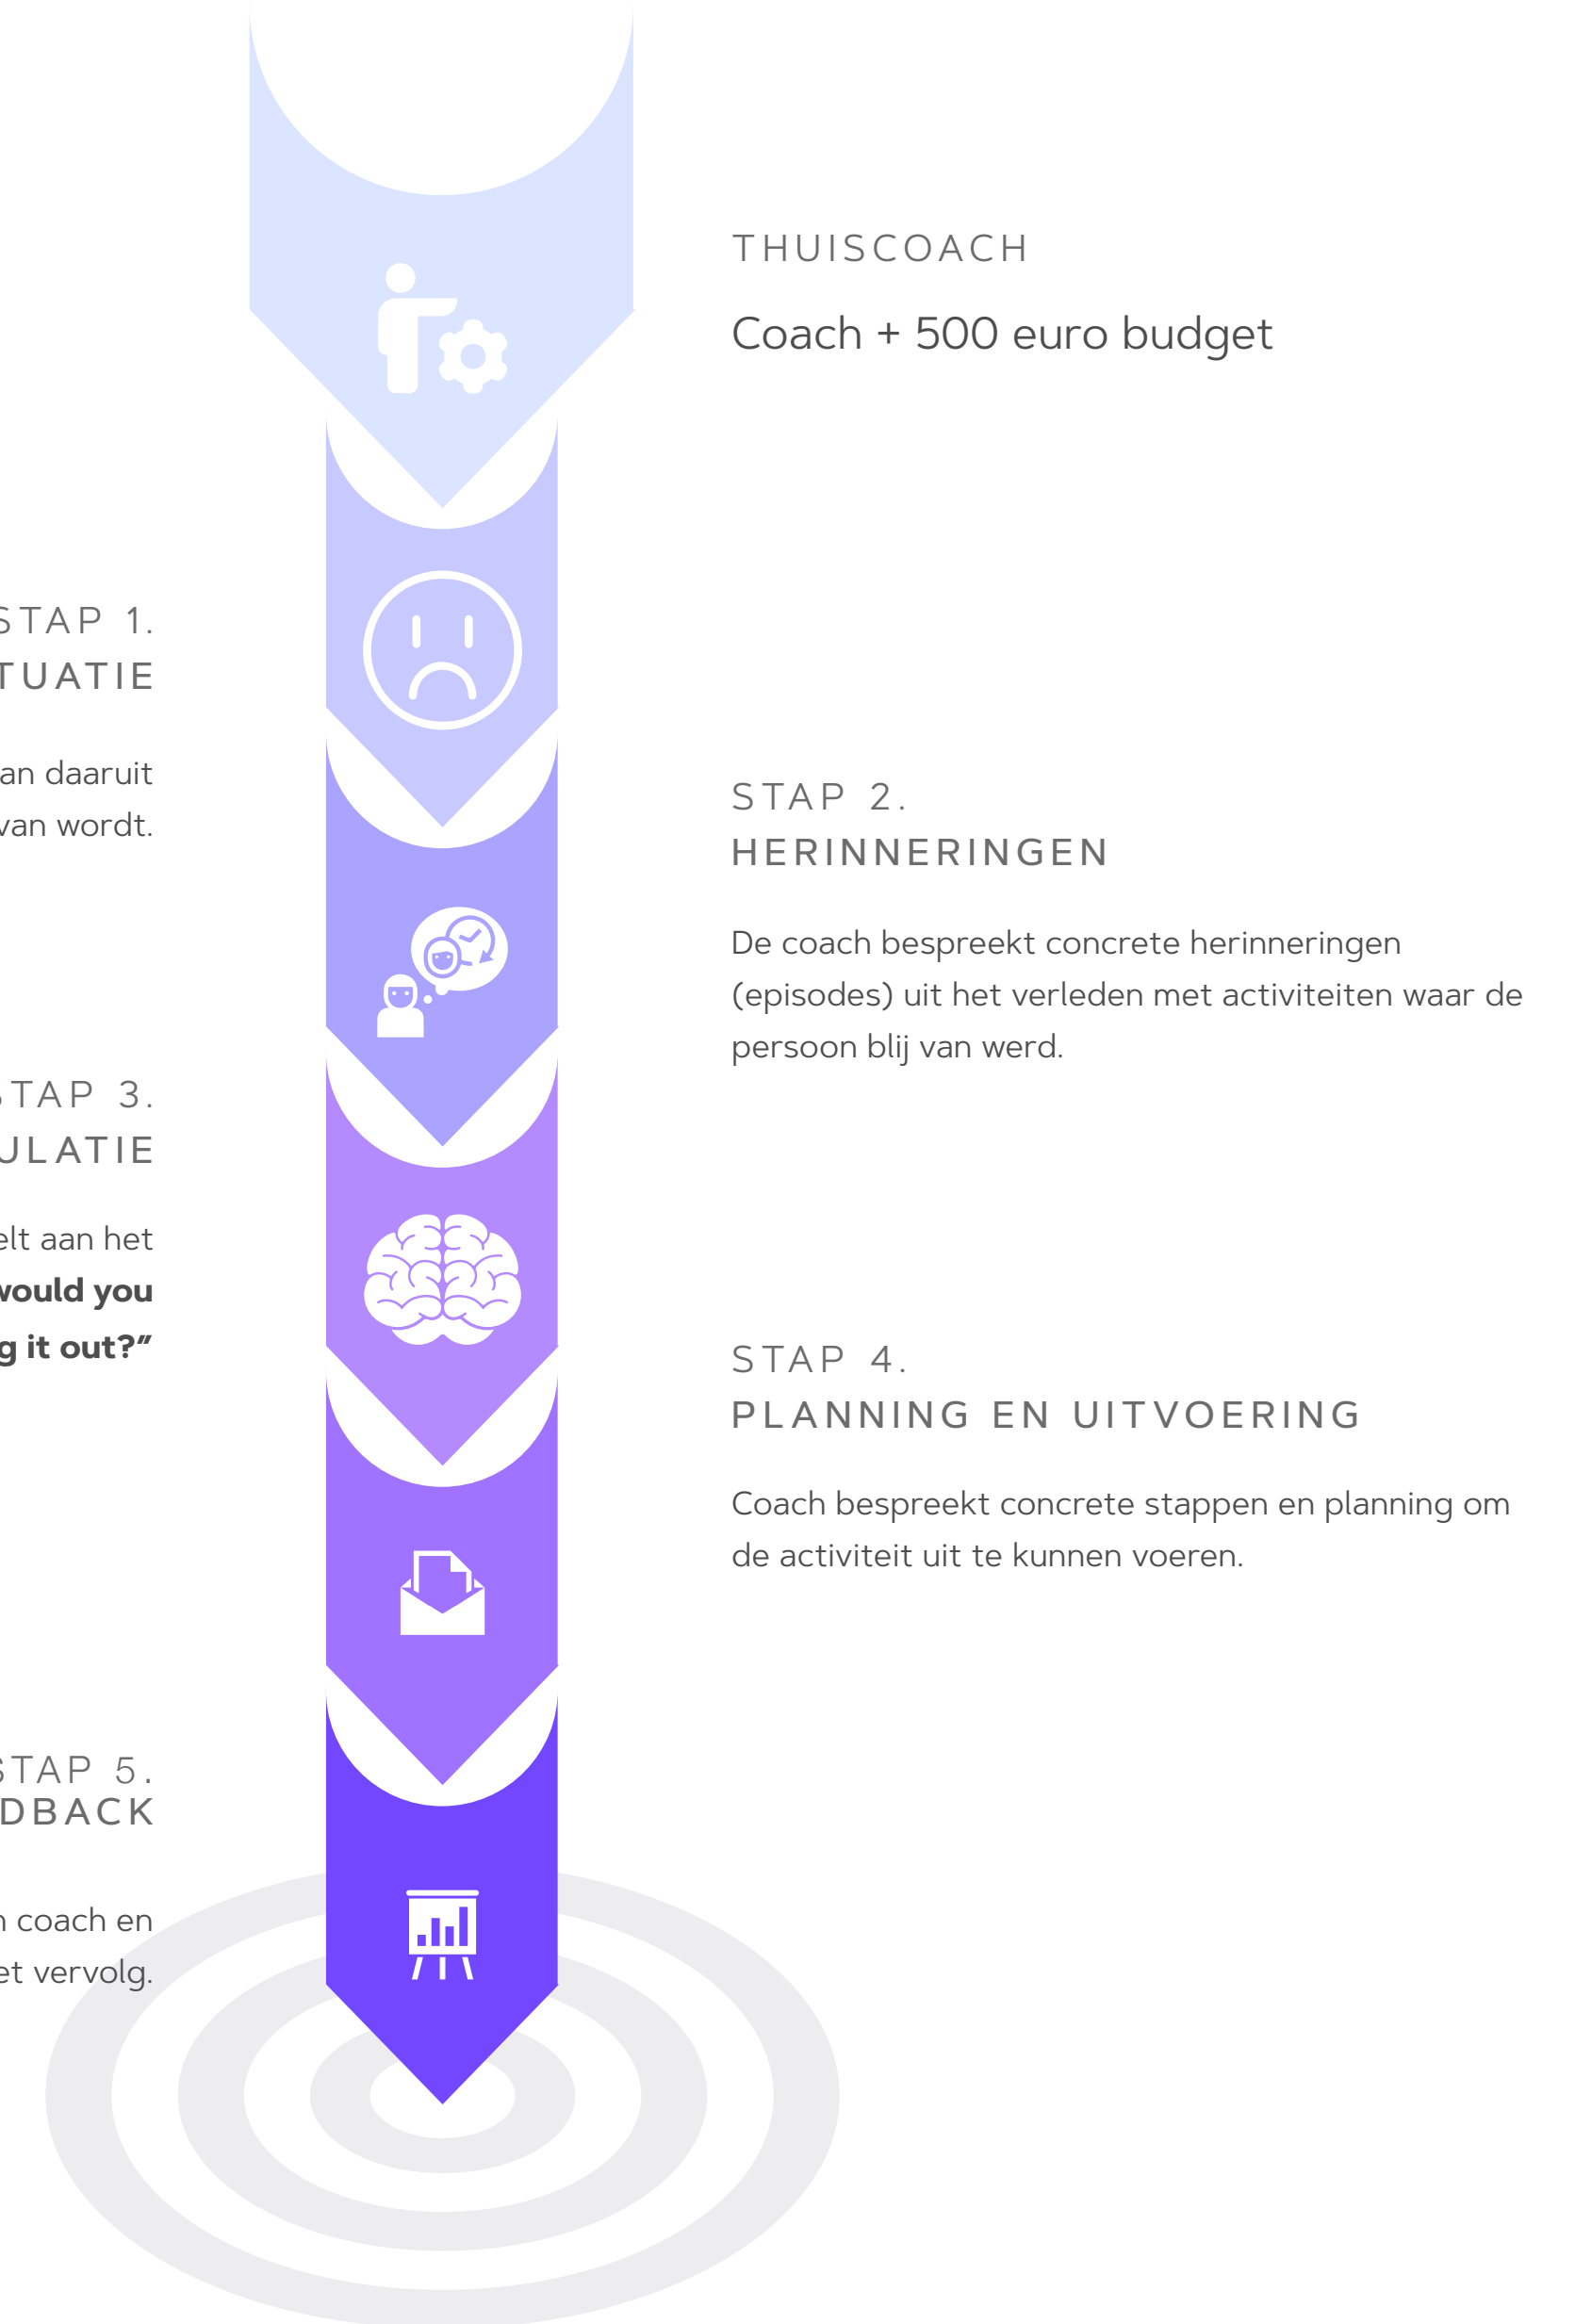 THUISCOACH
Coach + 500 euro budget
STAP 1.
TUATIE
an daaruit
van wordt.
STAP 2.
HERINNERINGEN
De coach bespreekt concrete herinneringen
(episodes) uit het verleden met activiteiten waar de
persoon blij van werd.
STAP 3.
ULATIE
elt aan het
would you
g it out?”
STAP 4.
PLANNING EN UITVOERING
Coach bespreekt concrete stappen en planning om
de activiteit uit te kunnen voeren.
STAP 5.
DBACK
n coach en
et vervolg.